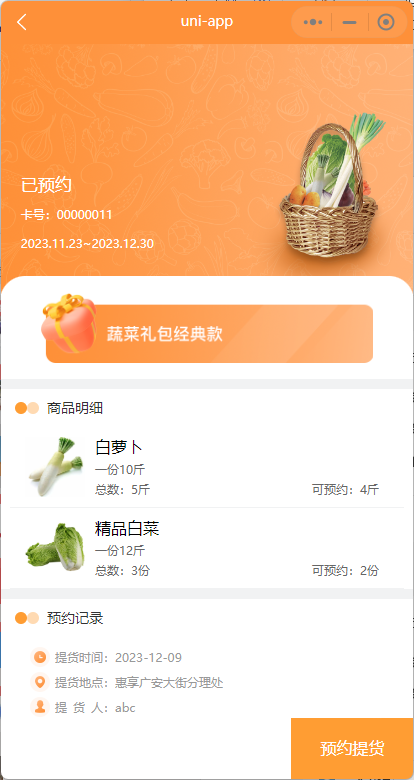 uni-app
已预约
卡号：00000011
2023.11.23~2023.12.30
蔬菜礼包经典款
商品明细
白萝卜
一份10斤
总数：5斤 可预约：4斤
精品白菜
一份12斤
总数：3份 可预约：2份
预约记录
提货时间：2023-12-09
提货地点：惠享广安大街分理处
提 货 人：abc
预约提货